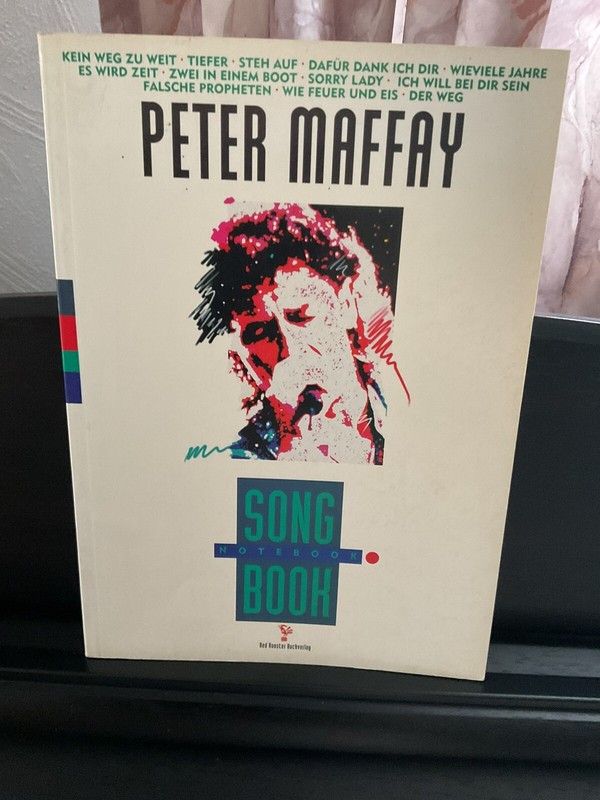 KEIN WEG ZU WEIT · TIEFER · STEH AUF · DAFÜR DANK ICH DIR · WIEVIELE JAHRE
ES WIRD ZEIT · ZWEI IN EINEM BOOT · SORRY LADY · ICH WILL BEI DIR SEIN
FALSCHE PROPHETEN · WIE FEUER UND EIS · DER WEG
PETER MAFFAY
SONG
NOTEBOOK
BOOK
Red Rooster Buchverlag